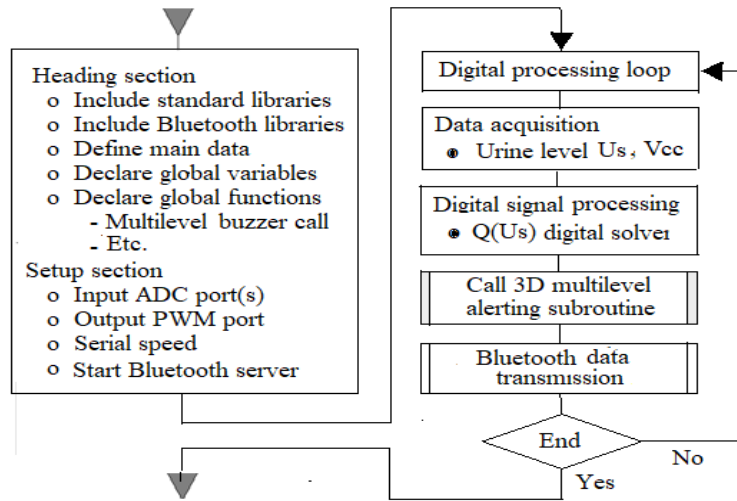 Heading section
o Include standard libraries
o Include Bluetooth libraries
o Define main data
o Declare global variables
o Declare global functions
- Multilevel buzzer call
- Etc.
Setup section
o Input ADC port(s)
o Output PWM port
o Serial speed
o Start Bluetooth server
Digital processing loop
Data acquisition
● Urine level Us, Vcc
Digital signal processing
● Q(Us) digital solver
Call 3D multilevel
alerting subroutine
Bluetooth data
transmission
End
No
Yes